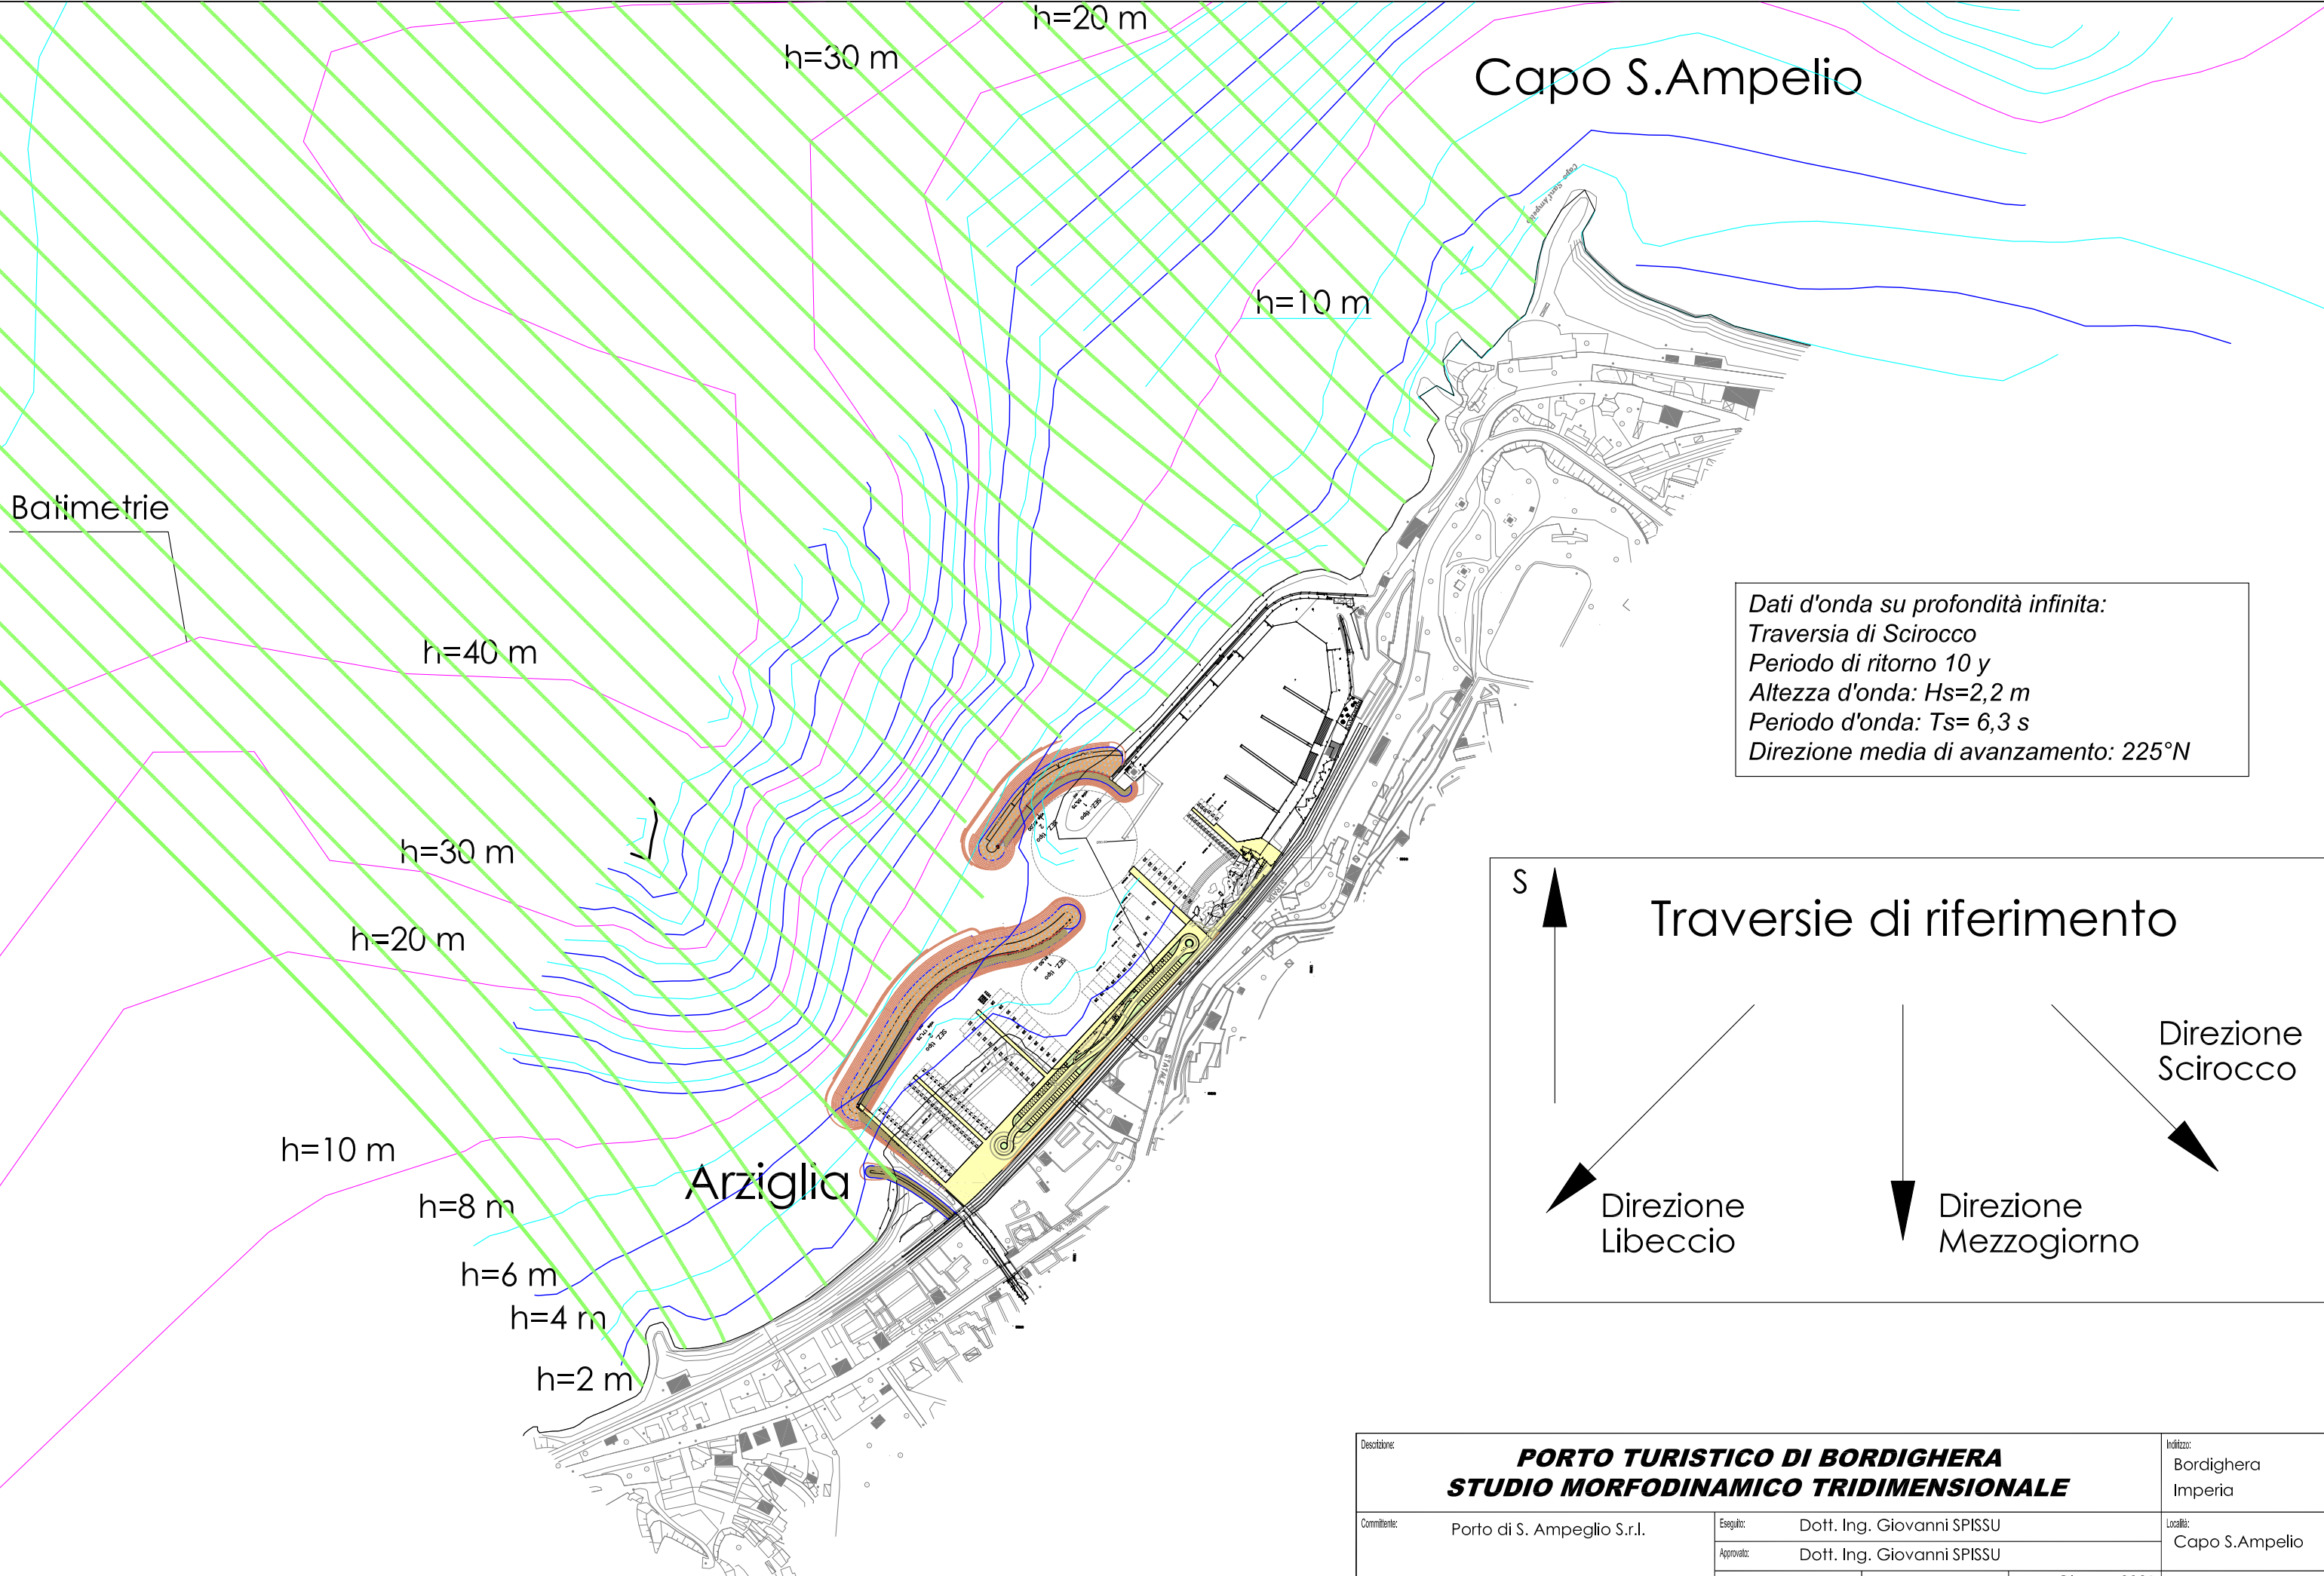 h=20 m
h=30 m
Capo S.Ampelio
Capo Sant'Ampelio
h=10 m
Batimetrie
h=40 m
h=30 m
h=20 m
h=10 m
h=8 m
h=6 m
h=4 m
h=2 m
Arziglia
STATALE
Dati d'onda su profondità infinita:
Traversia di Scirocco
Periodo di ritorno 10 y
Altezza d'onda: Hs=2,2 m
Periodo d'onda: Ts= 6,3 s
Direzione media di avanzamento: 225°N
S
Traversie di riferimento
Direzione
Scirocco
Direzione
Libeccio
Direzione
Mezzogiorno
Descrizione:
PORTO TURISTICO DI BORDIGHERA
STUDIO MORFODINAMICO TRIDIMENSIONALE
Indirizzo:
Bordighera
Imperia
Committente:
Porto di S. Ampeglio S.r.l.
Eseguito:
Dott. Ing. Giovanni SPISSU
Approvato:
Dott. Ing. Giovanni SPISSU
Località:
Capo S.Ampelio